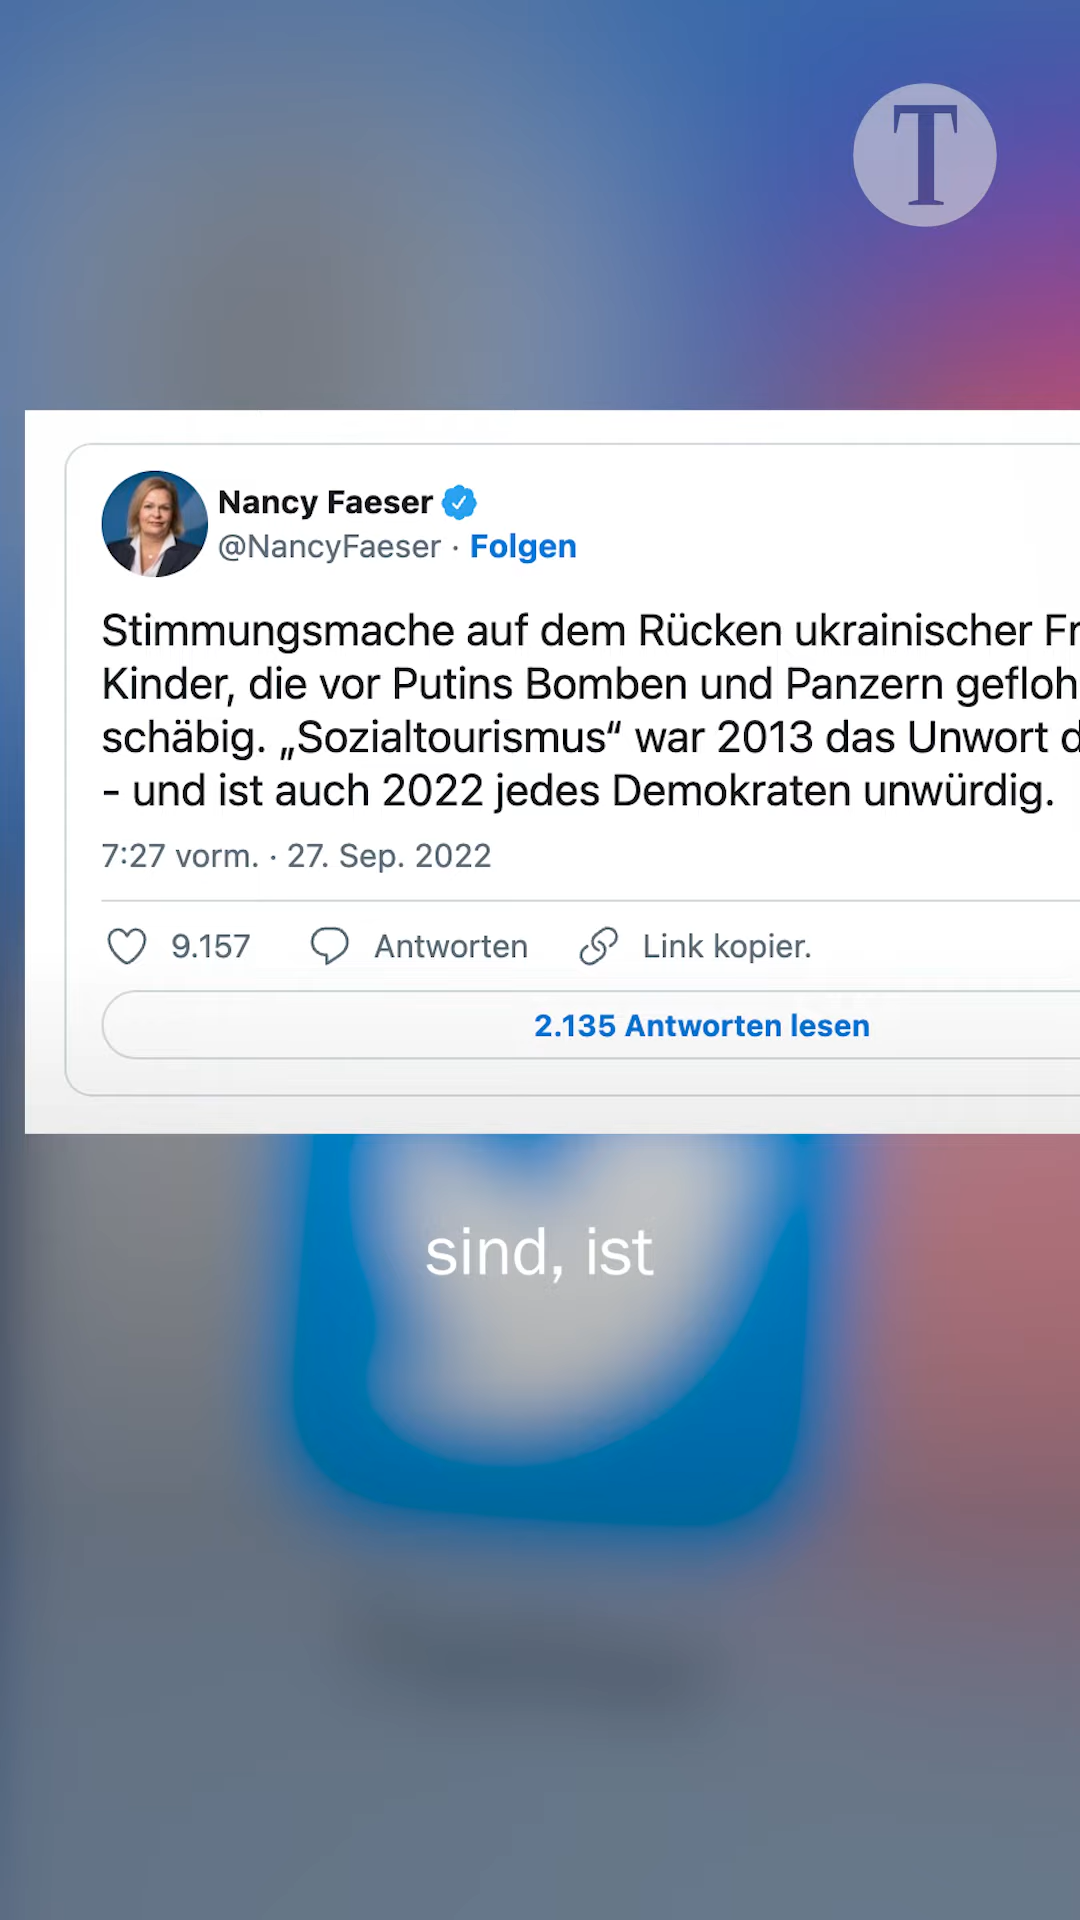 T
Nancy Faeser
@NancyFaeser · Folgen
Stimmungsmache auf dem Rücken ukrainischer Fr
Kinder, die vor Putins Bomben und Panzern gefloh
schäbig. „Sozialtourismus“ war 2013 das Unwort d
- und ist auch 2022 jedes Demokraten unwürdig.
7:27 vorm. · 27. Sep. 2022
9.157 Antworten Link kopier.
2.135 Antworten lesen
sind, ist